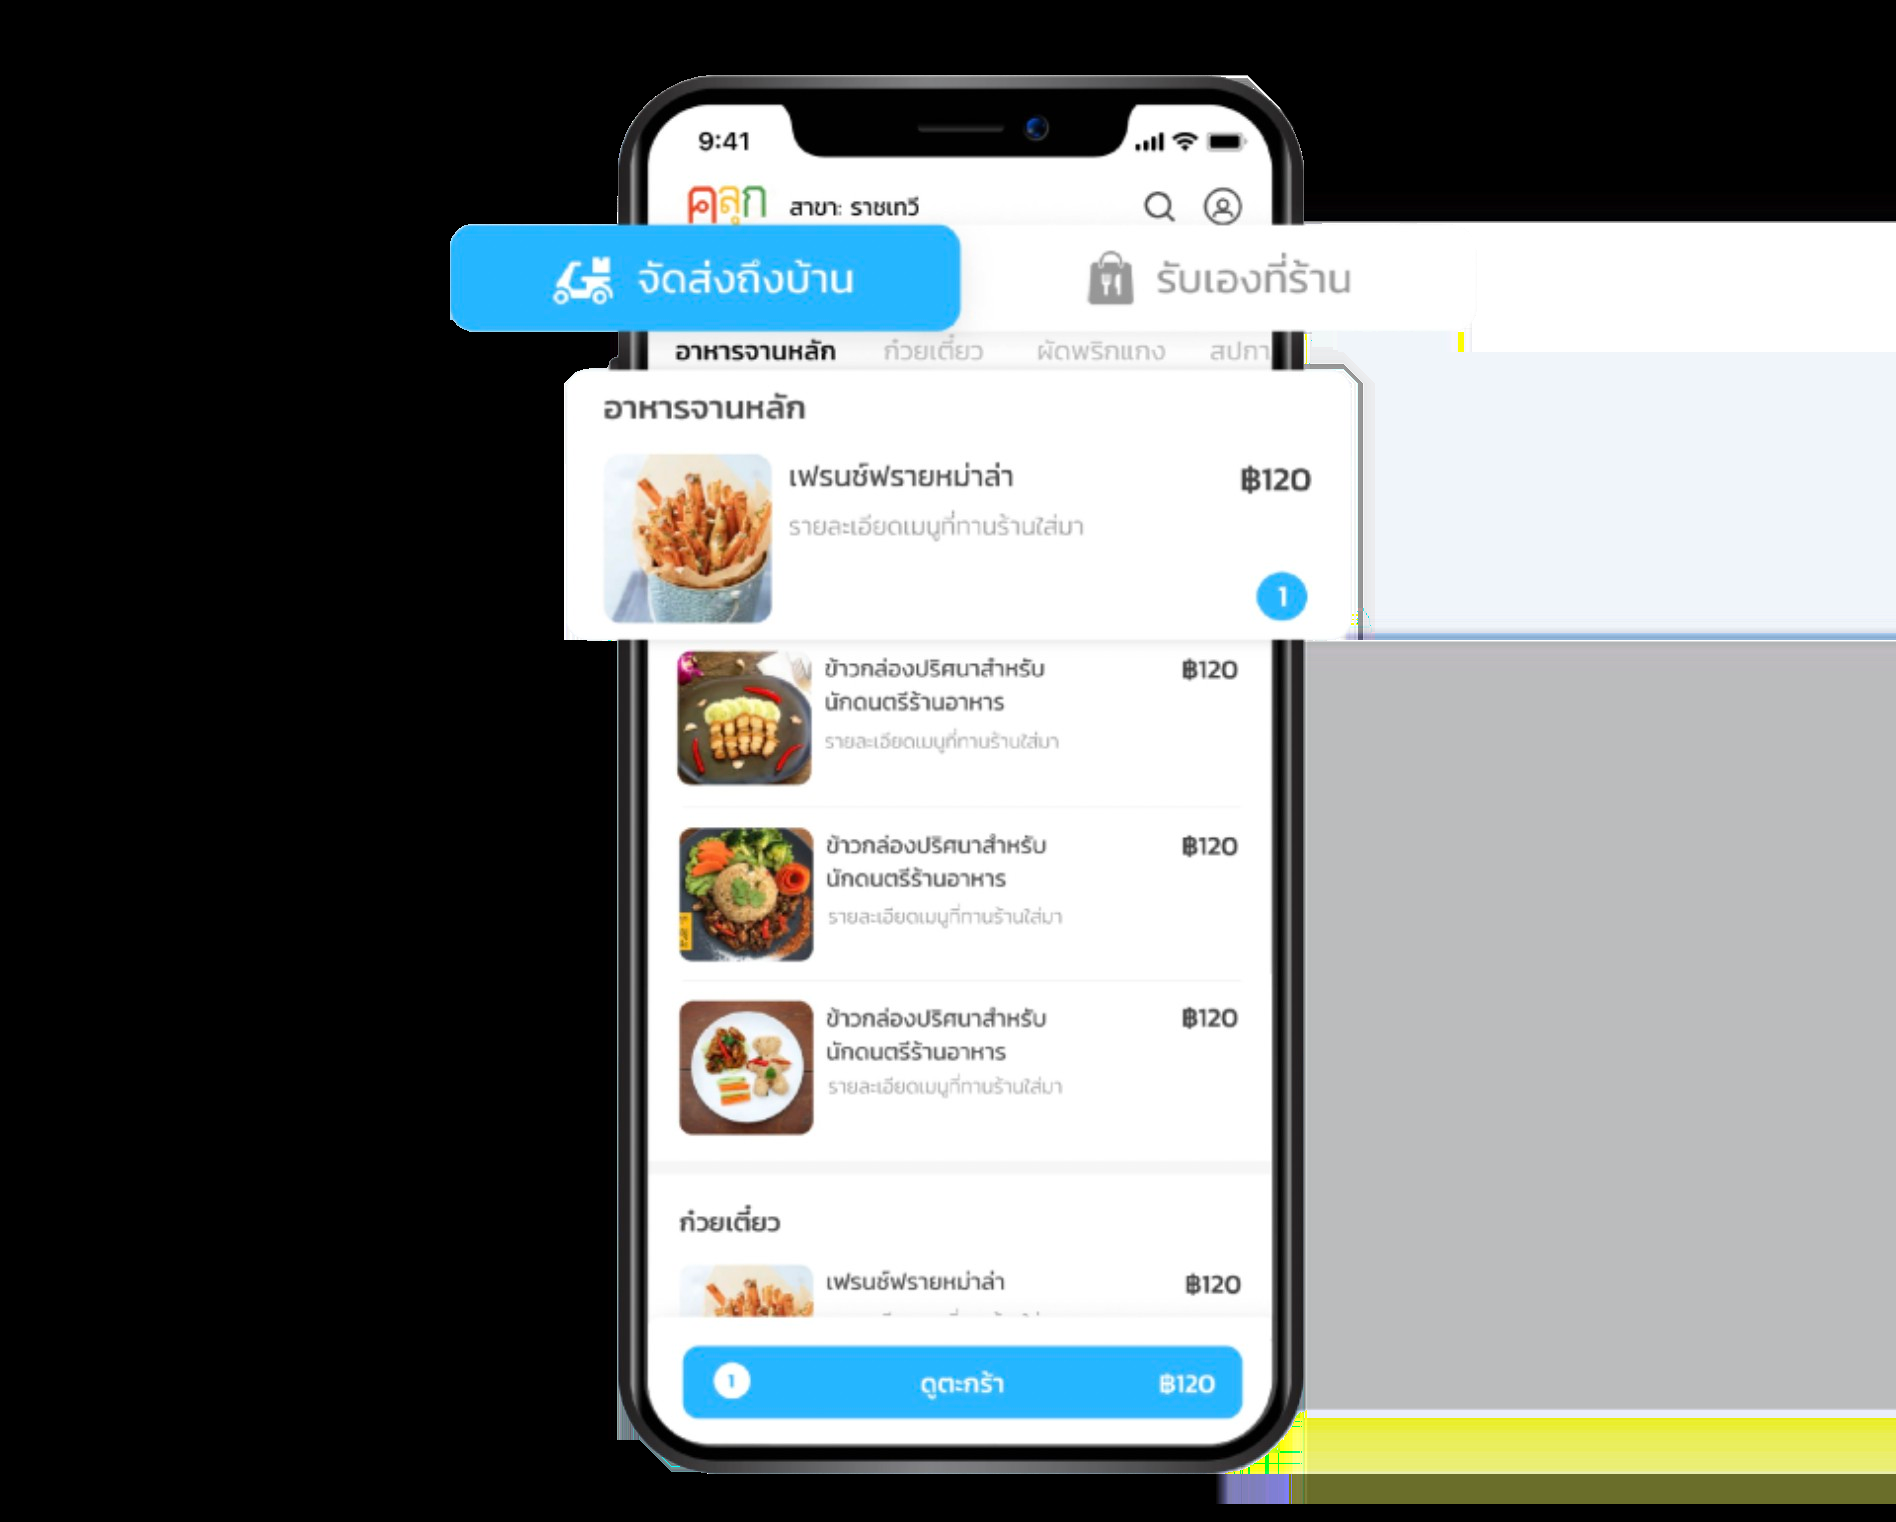 9:41
คลุก
สาขา: ราชเทวี
จัดส่งถึงบ้าน
รับเองที่ร้าน
อาหารจานหลัก ก๋วยเตี๋ยว ผัดพริกแกง สปกา
อาหารจานหลัก
เฟรนช์ฟรายหม่าล่า ฿120
รายละเอียดเมนูที่ทานร้านใส่มา
1
ข้าวกล่องปริศนาสำหรับ ฿120
นักดนตรีร้านอาหาร
รายละเอียดเมนูที่ทานร้านใส่มา
ข้าวกล่องปริศนาสำหรับ ฿120
นักดนตรีร้านอาหาร
รายละเอียดเมนูที่ทานร้านใส่มา
ข้าวกล่องปริศนาสำหรับ ฿120
นักดนตรีร้านอาหาร
รายละเอียดเมนูที่ทานร้านใส่มา
ก๋วยเตี๋ยว
เฟรนช์ฟรายหม่าล่า ฿120
1 ดูตะกร้า ฿120